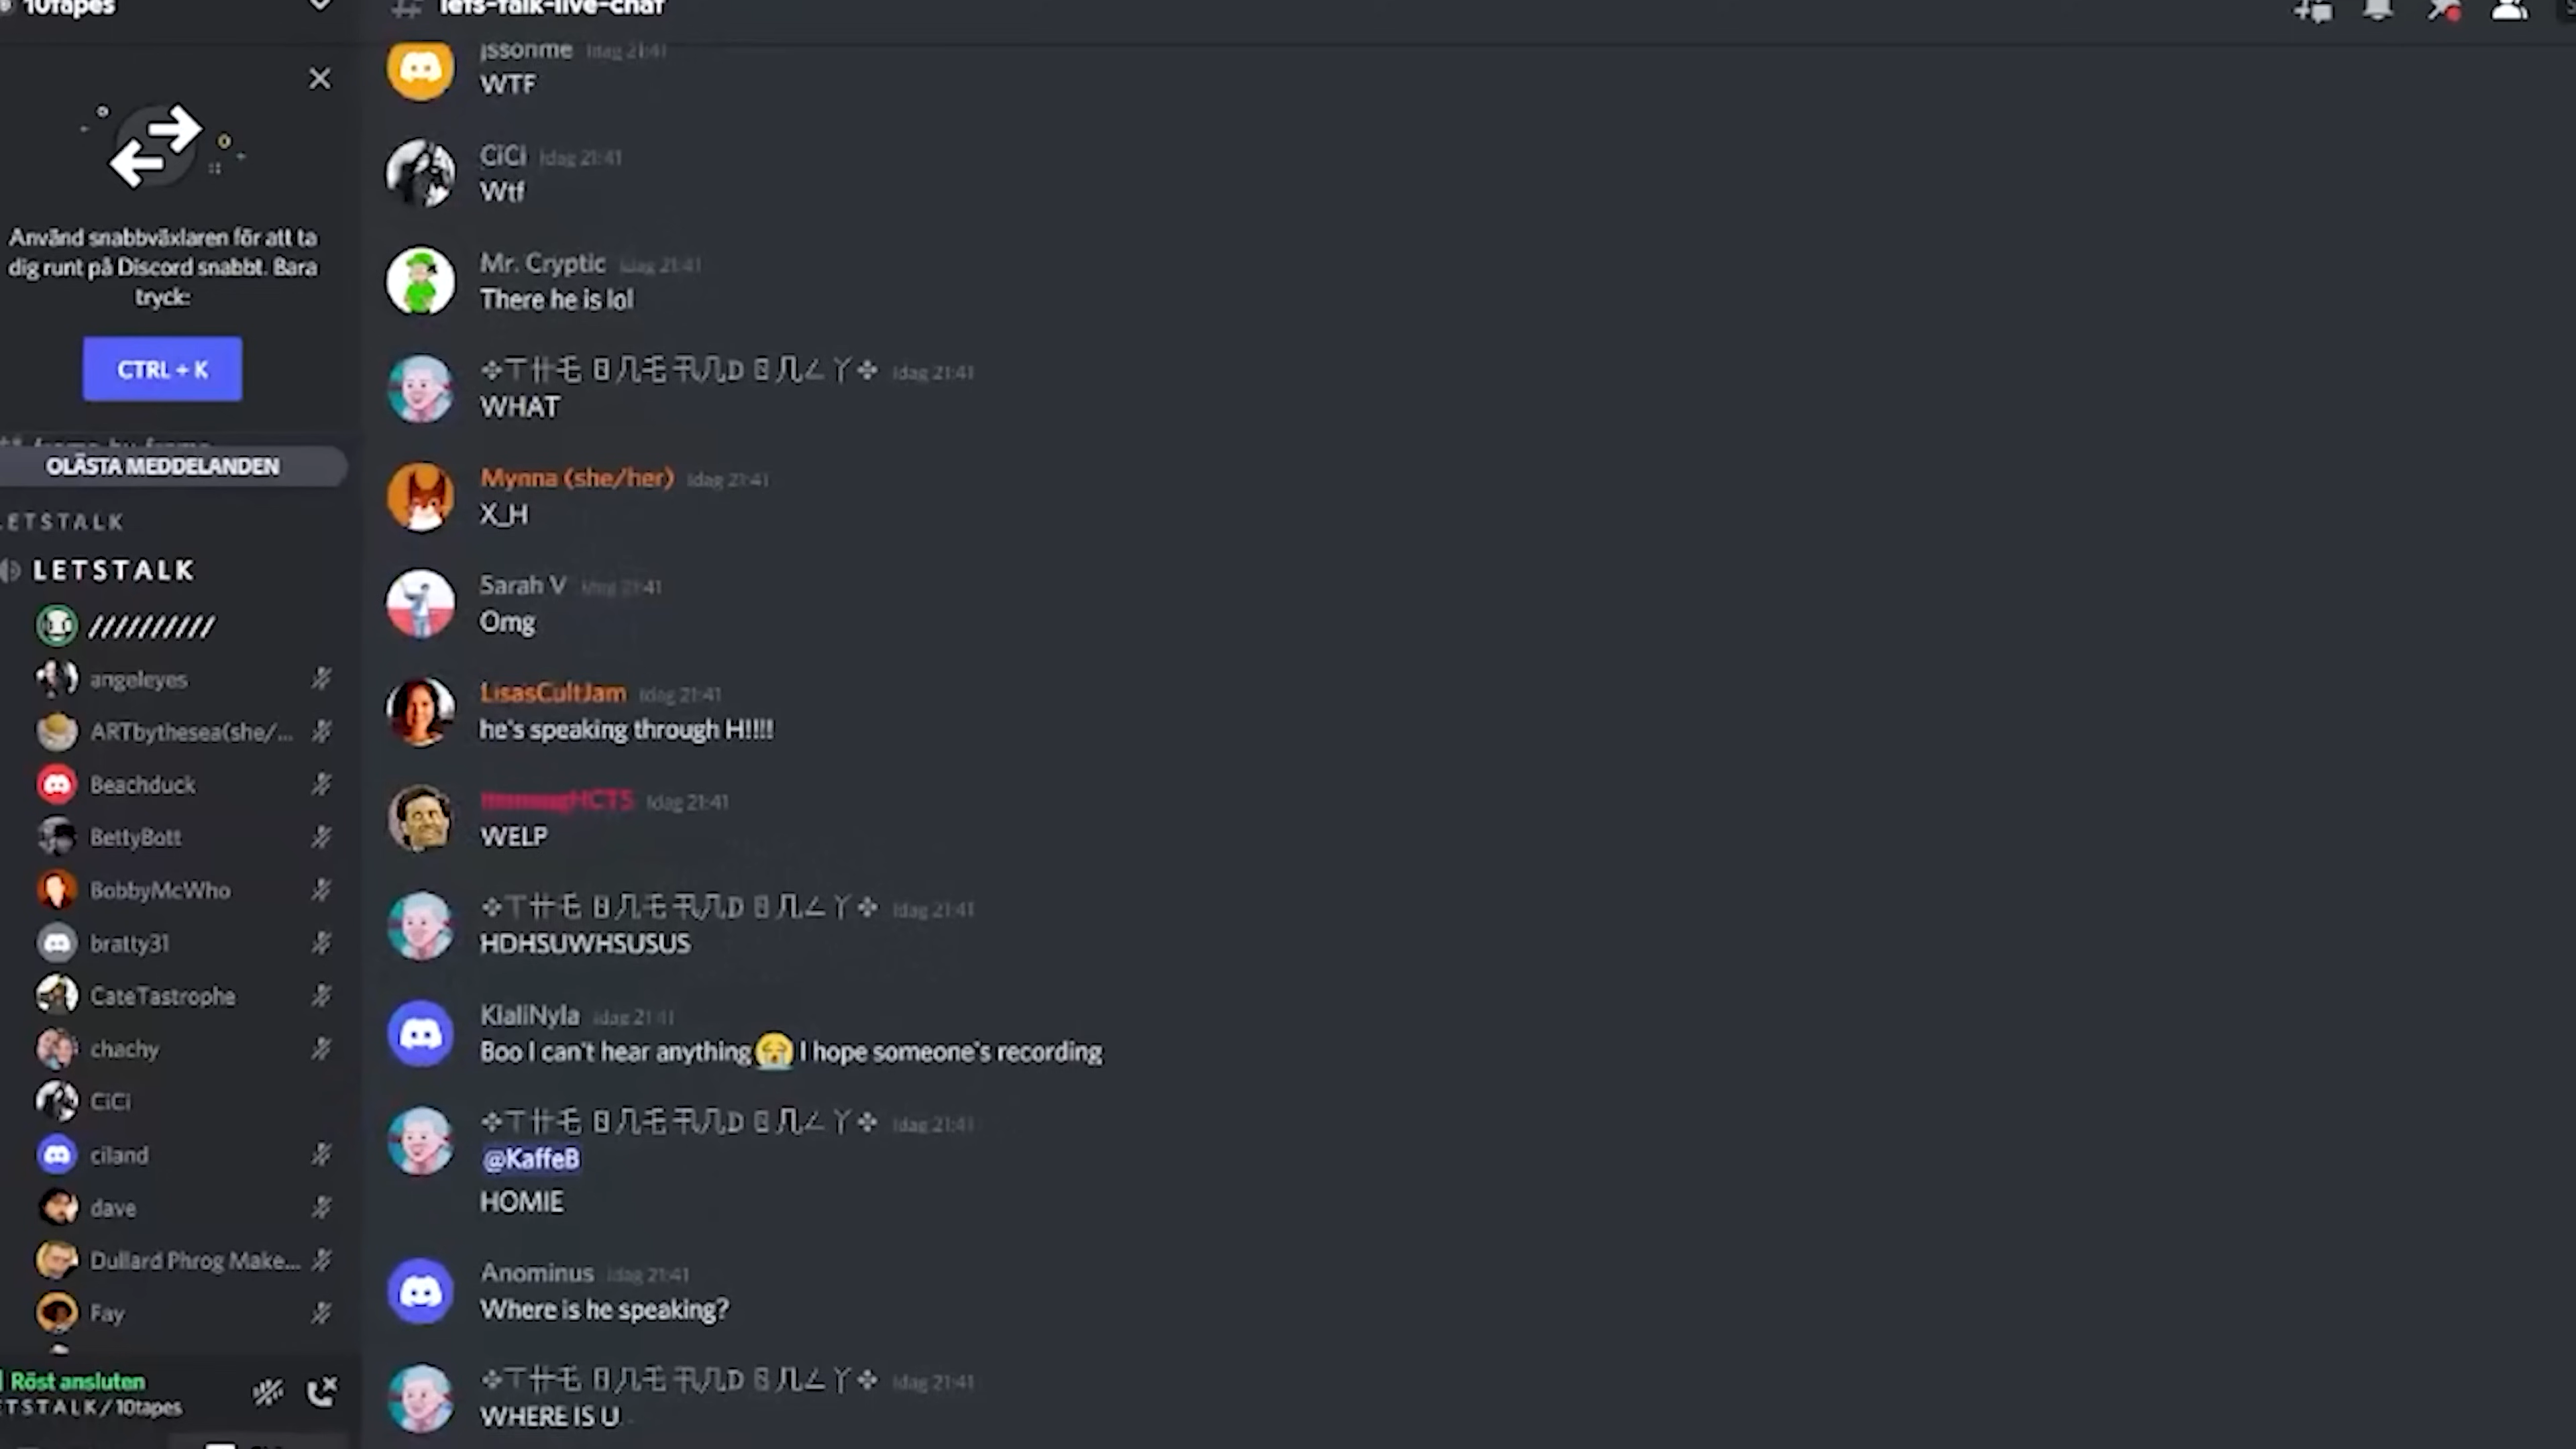 10tapes
Använd snabbväxlaren för att ta
dig runt på Discord snabbt. Bara
tryck:
CTRL + K
OLÄSTA MEDDELANDEN
LETSTALK
LETSTALK
//////////
angeleyes
ARTbythesea(she/...
Beachduck
BettyBott
BobbyMcWho
bratty31
CateTastrophe
chachy
CiCi
ciland
dave
Dullard Phrog Make...
Fay
Röst ansluten
LETSTALK/10tapes
# lets-talk-live-chat
jssonme Idag 21:41
WTF
CiCi Idag 21:41
Wtf
Mr. Cryptic Idag 21:41
There he is lol
Idag 21:41
WHAT
Mynna (she/her) Idag 21:41
X_H
Sarah V Idag 21:41
Omg
LisasCultJam Idag 21:41
he's speaking through H!!!!
Idag 21:41
WELP
Idag 21:41
HDHSUWHSUSUS
KialiNyla Idag 21:41
Boo I can't hear anything😭 I hope someone's recording
Idag 21:41
@KaffeB
HOMIE
Anominus Idag 21:41
Where is he speaking?
Idag 21:41
WHERE IS U